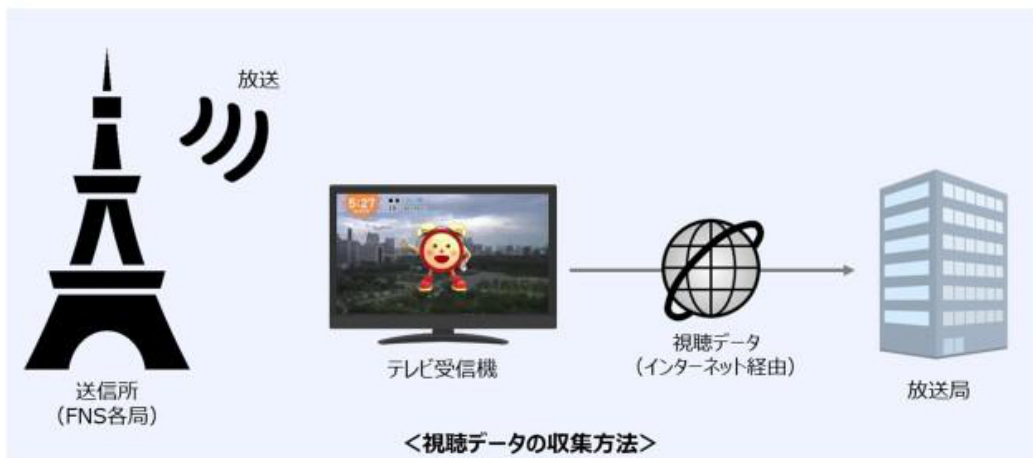 放送
5:27
送信所
(FNS各局)
テレビ受信機
視聴データ
(インターネット経由)
放送局
<視聴データの収集方法>